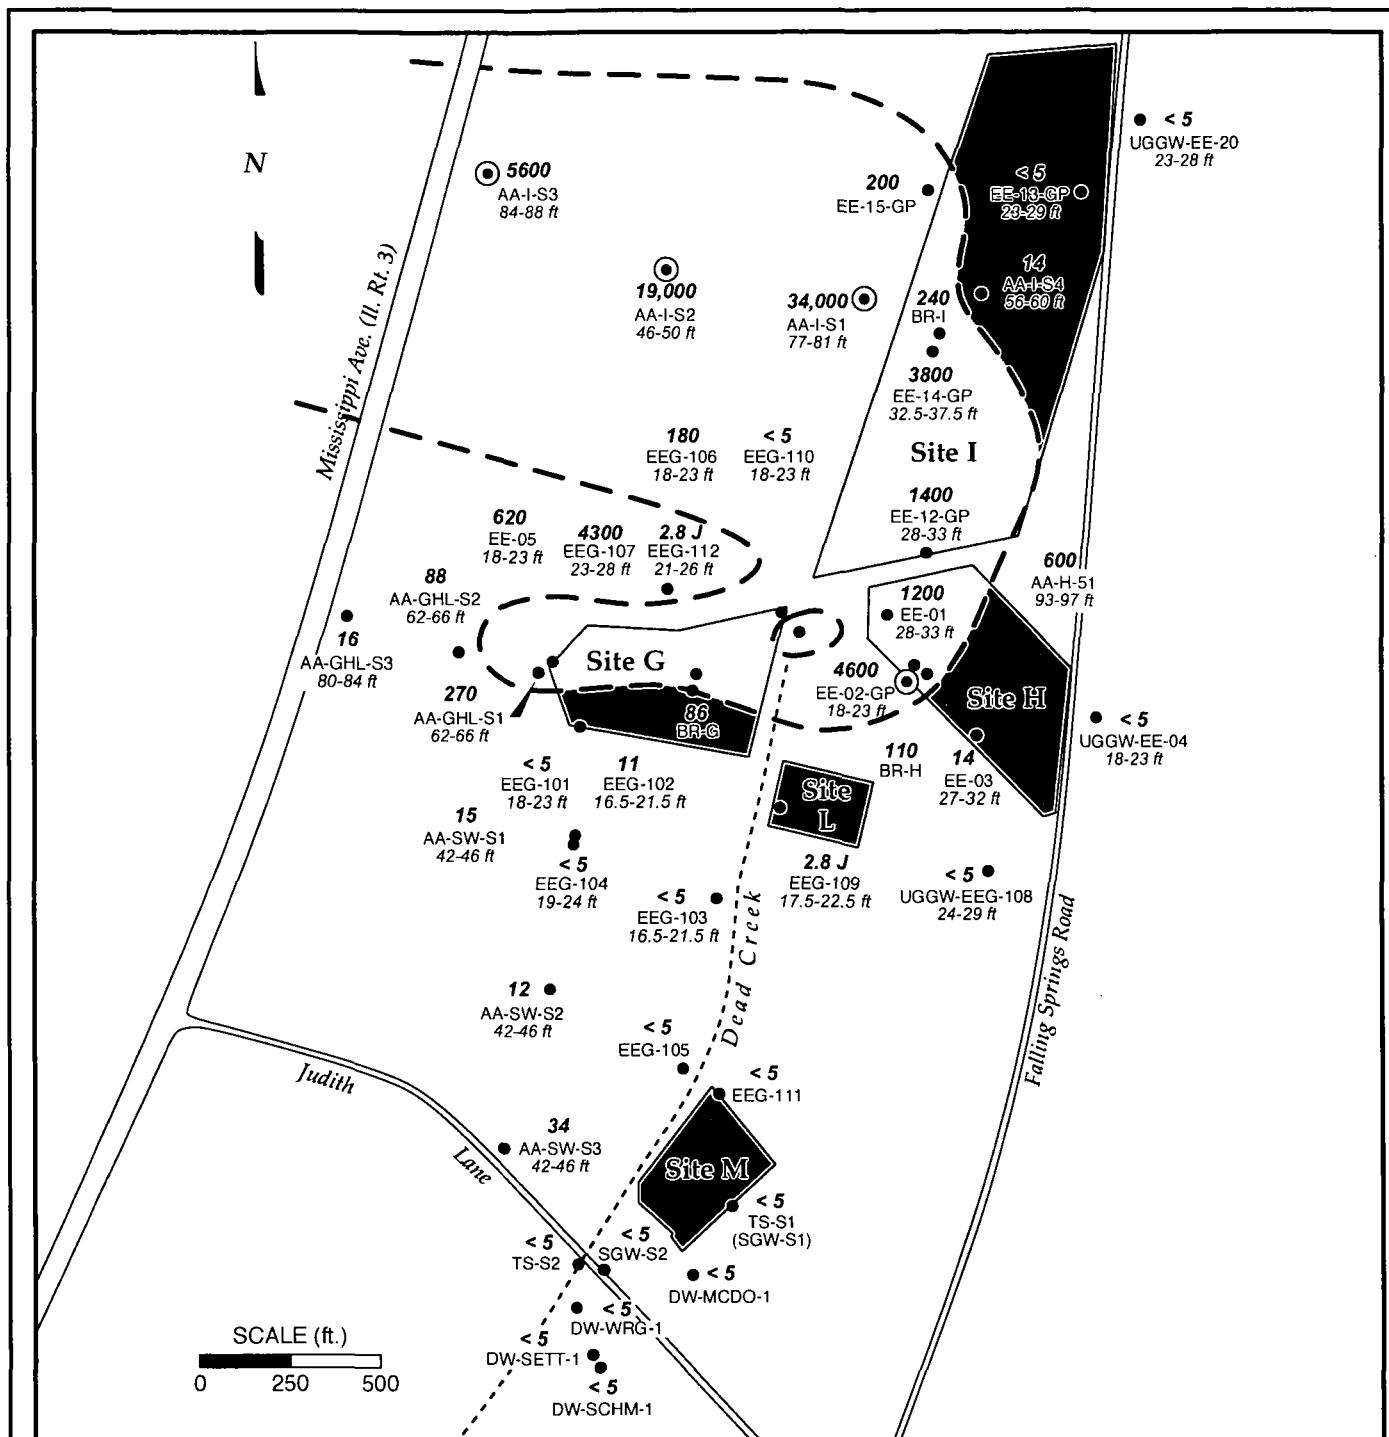 N
< 5
UGGW-EE-20
23-28 ft
5600
AA-I-S3
84-88 ft
200
EE-15-GP
< 5
EE-13-GP
23-29 ft
14
AA-I-S4
56-60 ft
19,000
AA-I-S2
46-50 ft
34,000
AA-I-S1
77-81 ft
240
BR-I
3800
EE-14-GP
32.5-37.5 ft
Mississippi Ave. (Il. Rt. 3)
Site I
180
EEG-106
18-23 ft
< 5
EEG-110
18-23 ft
1400
EE-12-GP
28-33 ft
620
EE-05
18-23 ft
4300
EEG-107
23-28 ft
2.8 J
EEG-112
21-26 ft
600
AA-H-51
93-97 ft
88
AA-GHL-S2
62-66 ft
1200
EE-01
28-33 ft
16
AA-GHL-S3
80-84 ft
Site G
4600
EE-02-GP
18-23 ft
Site H
270
AA-GHL-S1
62-66 ft
86
BR-G
< 5
UGGW-EE-04
18-23 ft
110
BR-H
14
EE-03
27-32 ft
< 5
EEG-101
18-23 ft
11
EEG-102
16.5-21.5 ft
Site
L
15
AA-SW-S1
42-46 ft
< 5
EEG-104
19-24 ft
2.8 J
EEG-109
17.5-22.5 ft
< 5
UGGW-EEG-108
24-29 ft
< 5
EEG-103
16.5-21.5 ft
Dead Creek
Falling Springs Road
12
AA-SW-S2
42-46 ft
< 5
EEG-105
Judith
Lane
< 5
EEG-111
34
AA-SW-S3
42-46 ft
Site M
< 5
TS-S1
(SGW-S1)
< 5
TS-S2
< 5
SGW-S2
< 5
DW-MCDO-1
< 5
DW-WRG-1
< 5
DW-SETT-1
< 5
DW-SCHM-1
SCALE (ft.)
0 250 500